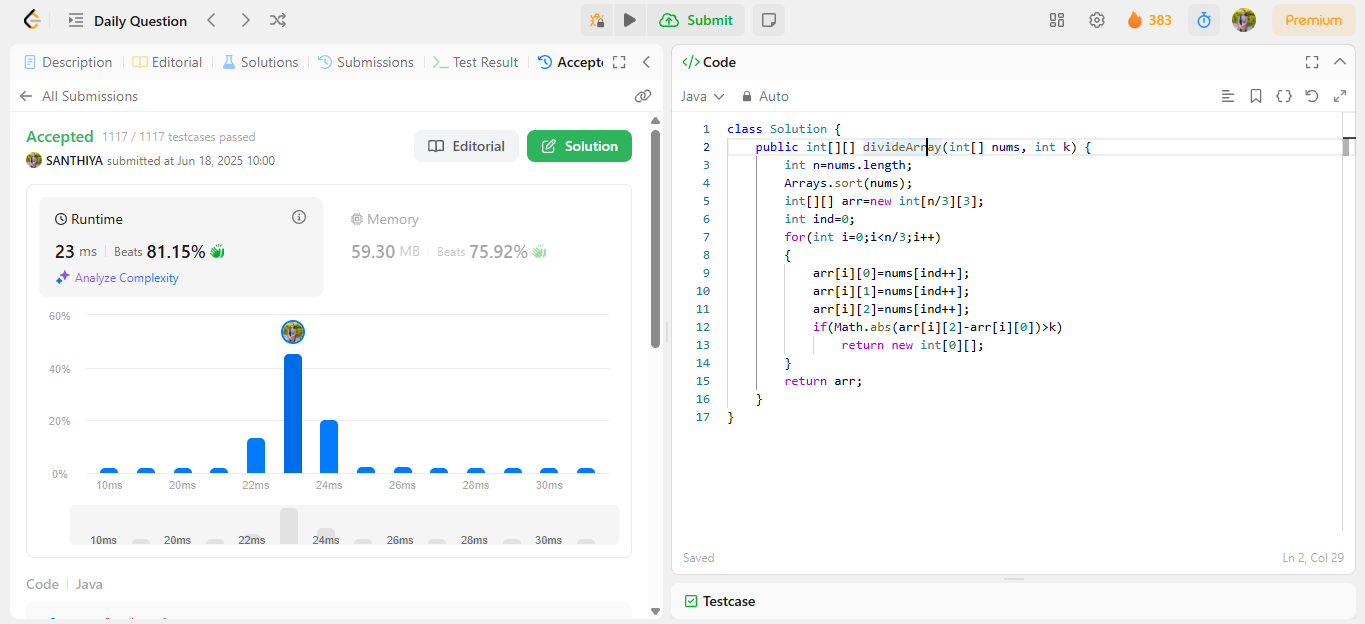 Daily Question
Submit
383
Premium
Description
Editorial
Solutions
Submissions
Test Result
Accepte
All Submissions
Accepted 1117 / 1117 testcases passed
SANTHIYA submitted at Jun 18, 2025 10:00
Editorial
Solution
Runtime
23 ms Beats 81.15%
Analyze Complexity
Memory
59.30 MB Beats 75.92%
60%
40%
20%
0%
10ms 20ms 22ms 24ms 26ms 28ms 30ms
10ms 20ms 22ms 24ms 26ms 28ms 30ms
Code Java
</> Code
Java Auto
1 class Solution {
2 public int[][] divideArray(int[] nums, int k) {
3 int n=nums.length;
4 Arrays.sort(nums);
5 int[][] arr=new int[n/3][3];
6 int ind=0;
7 for(int i=0;i<n/3;i++)
8 {
9 arr[i][0]=nums[ind++];
10 arr[i][1]=nums[ind++];
11 arr[i][2]=nums[ind++];
12 if(Math.abs(arr[i][2]-arr[i][0])>k)
13 return new int[0][];
14 }
15 return arr;
16 }
17 }
Saved
Ln 2, Col 29
Testcase